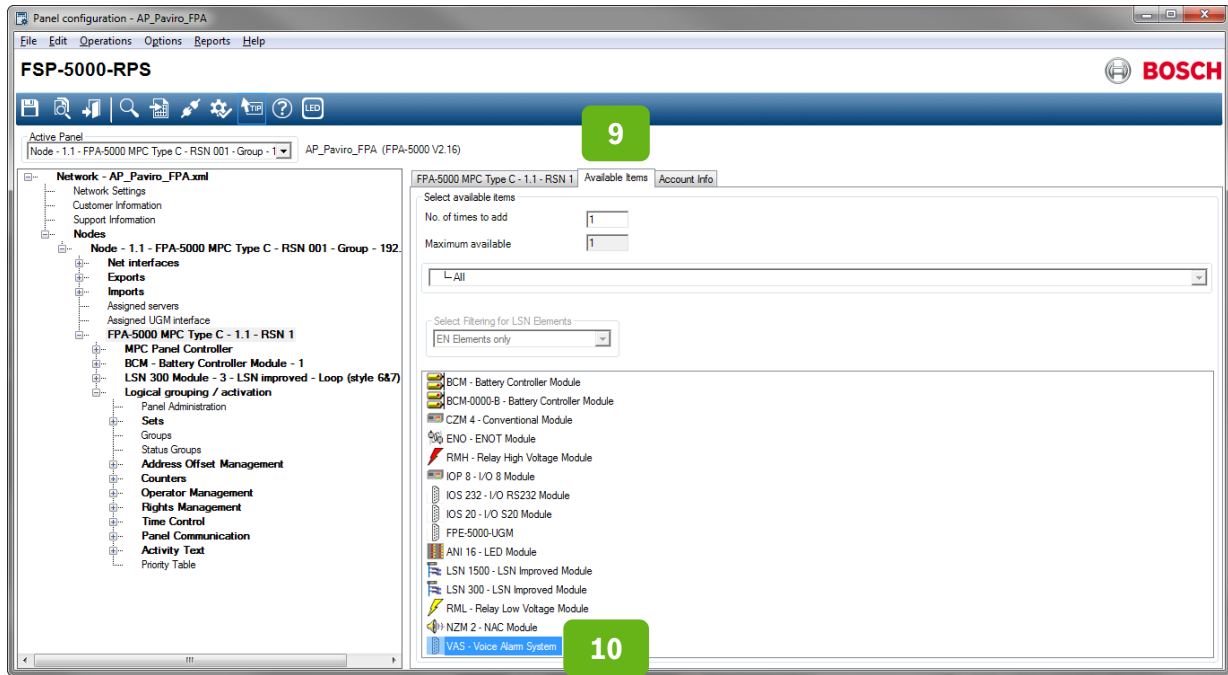 Panel configuration - AP_Paviro_FPA
File Edit Operations Options Reports Help
FSP-5000-RPS
BOSCH
TIP ? LED
9
Active Panel
Node - 1.1 - FPA-5000 MPC Type C - RSN 001 - Group - 1
AP_Paviro_FPA (FPA-5000 V2.16)
Network - AP_Paviro_FPA.xml
Network Settings
Customer Information
Support Information
Nodes
Node - 1.1 - FPA-5000 MPC Type C - RSN 001 - Group - 192.
Net interfaces
Exports
Imports
Assigned servers
Assigned UGM interface
FPA-5000 MPC Type C - 1.1 - RSN 1
MPC Panel Controller
BCM - Battery Controller Module - 1
LSN 300 Module - 3 - LSN improved - Loop (style 6&7)
Logical grouping / activation
Panel Administration
Sets
Groups
Status Groups
Address Offset Management
Counters
Operator Management
Rights Management
Time Control
Panel Communication
Activity Text
Priority Table
FPA-5000 MPC Type C - 1.1 - RSN 1 Available Items Account Info
Select available items
No. of times to add 1
Maximum available 1
All
Select Filtering for LSN Elements
EN Elements only
BCM - Battery Controller Module
BCM-0000-B - Battery Controller Module
CZM 4 - Conventional Module
ENO - ENOT Module
RMH - Relay High Voltage Module
IOP 8 - I/O 8 Module
IOS 232 - I/O RS232 Module
IOS 20 - I/O S20 Module
FPE-5000-UGM
ANI 16 - LED Module
LSN 1500 - LSN Improved Module
LSN 300 - LSN Improved Module
RML - Relay Low Voltage Module
NZM 2 - NAC Module
VAS - Voice Alarm System
10